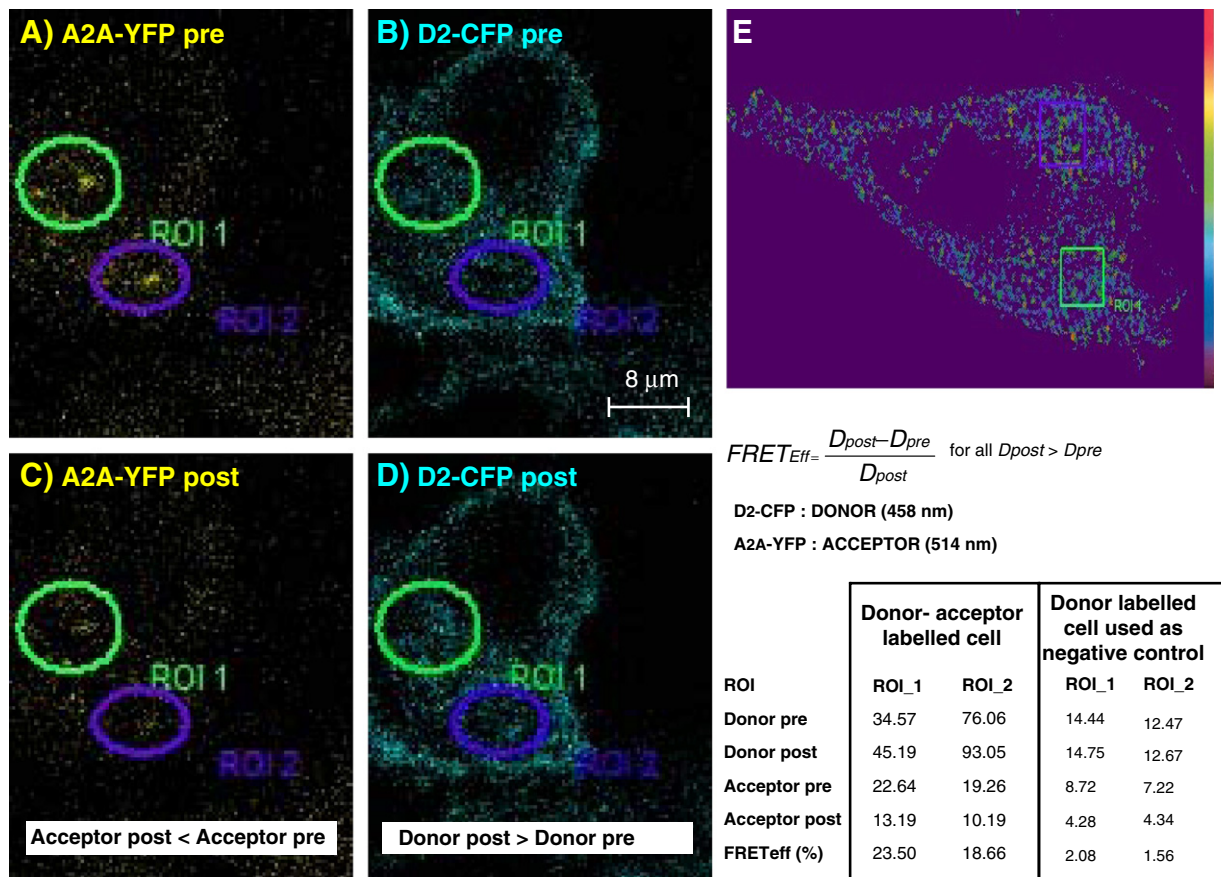 A) A2A-YFP pre
ROI 1
ROI 2
B) D2-CFP pre
ROI 1
ROI 2
8 μm
C) A2A-YFP post
ROI 1
ROI 2
Acceptor post < Acceptor pre
D) D2-CFP post
ROI 1
ROI 2
Donor post > Donor pre
E
ROI 1
FRETEff= Dpost–Dpre / Dpost for all Dpost > Dpre
D2-CFP : DONOR (458 nm)
A2A-YFP : ACCEPTOR (514 nm)
Donor- acceptor labelled cell
Donor labelled cell used as negative control
ROI ROI_1 ROI_2 ROI_1 ROI_2
Donor pre 34.57 76.06 14.44 12.47
Donor post 45.19 93.05 14.75 12.67
Acceptor pre 22.64 19.26 8.72 7.22
Acceptor post 13.19 10.19 4.28 4.34
FRETeff (%) 23.50 18.66 2.08 1.56